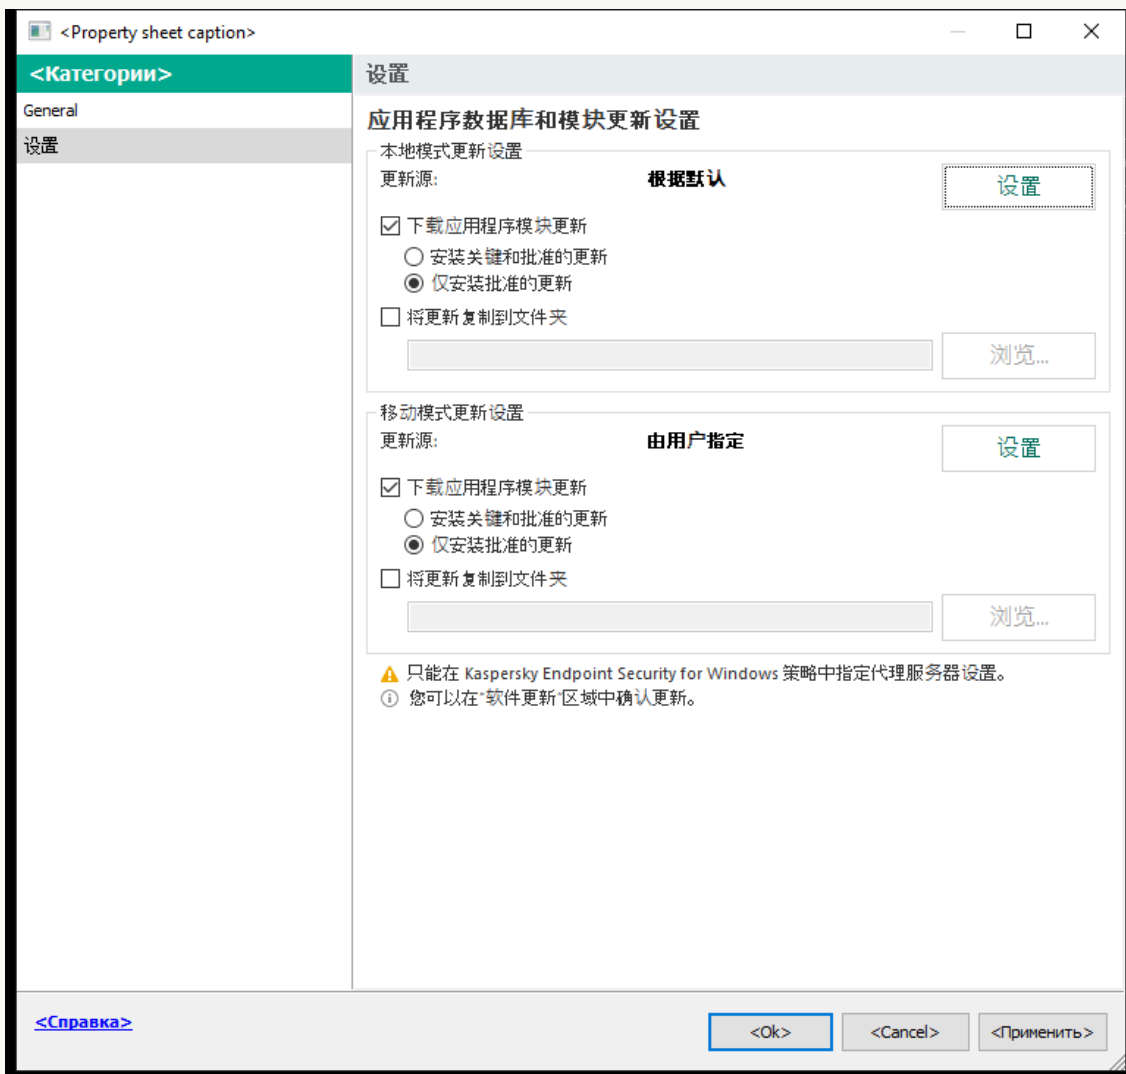 <Property sheet caption>
<Категории>
General
设置
设置
应用程序数据库和模块更新设置
本地模式更新设置
更新源: 根据默认 设置
下载应用程序模块更新
安装关键和批准的更新
仅安装批准的更新
将更新复制到文件夹
浏览...
移动模式更新设置
更新源: 由用户指定 设置
下载应用程序模块更新
安装关键和批准的更新
仅安装批准的更新
将更新复制到文件夹
浏览...
只能在 Kaspersky Endpoint Security for Windows 策略中指定代理服务器设置。
您可以在"软件更新"区域中确认更新。
<Справка>
<Ok> <Cancel> <Применить>